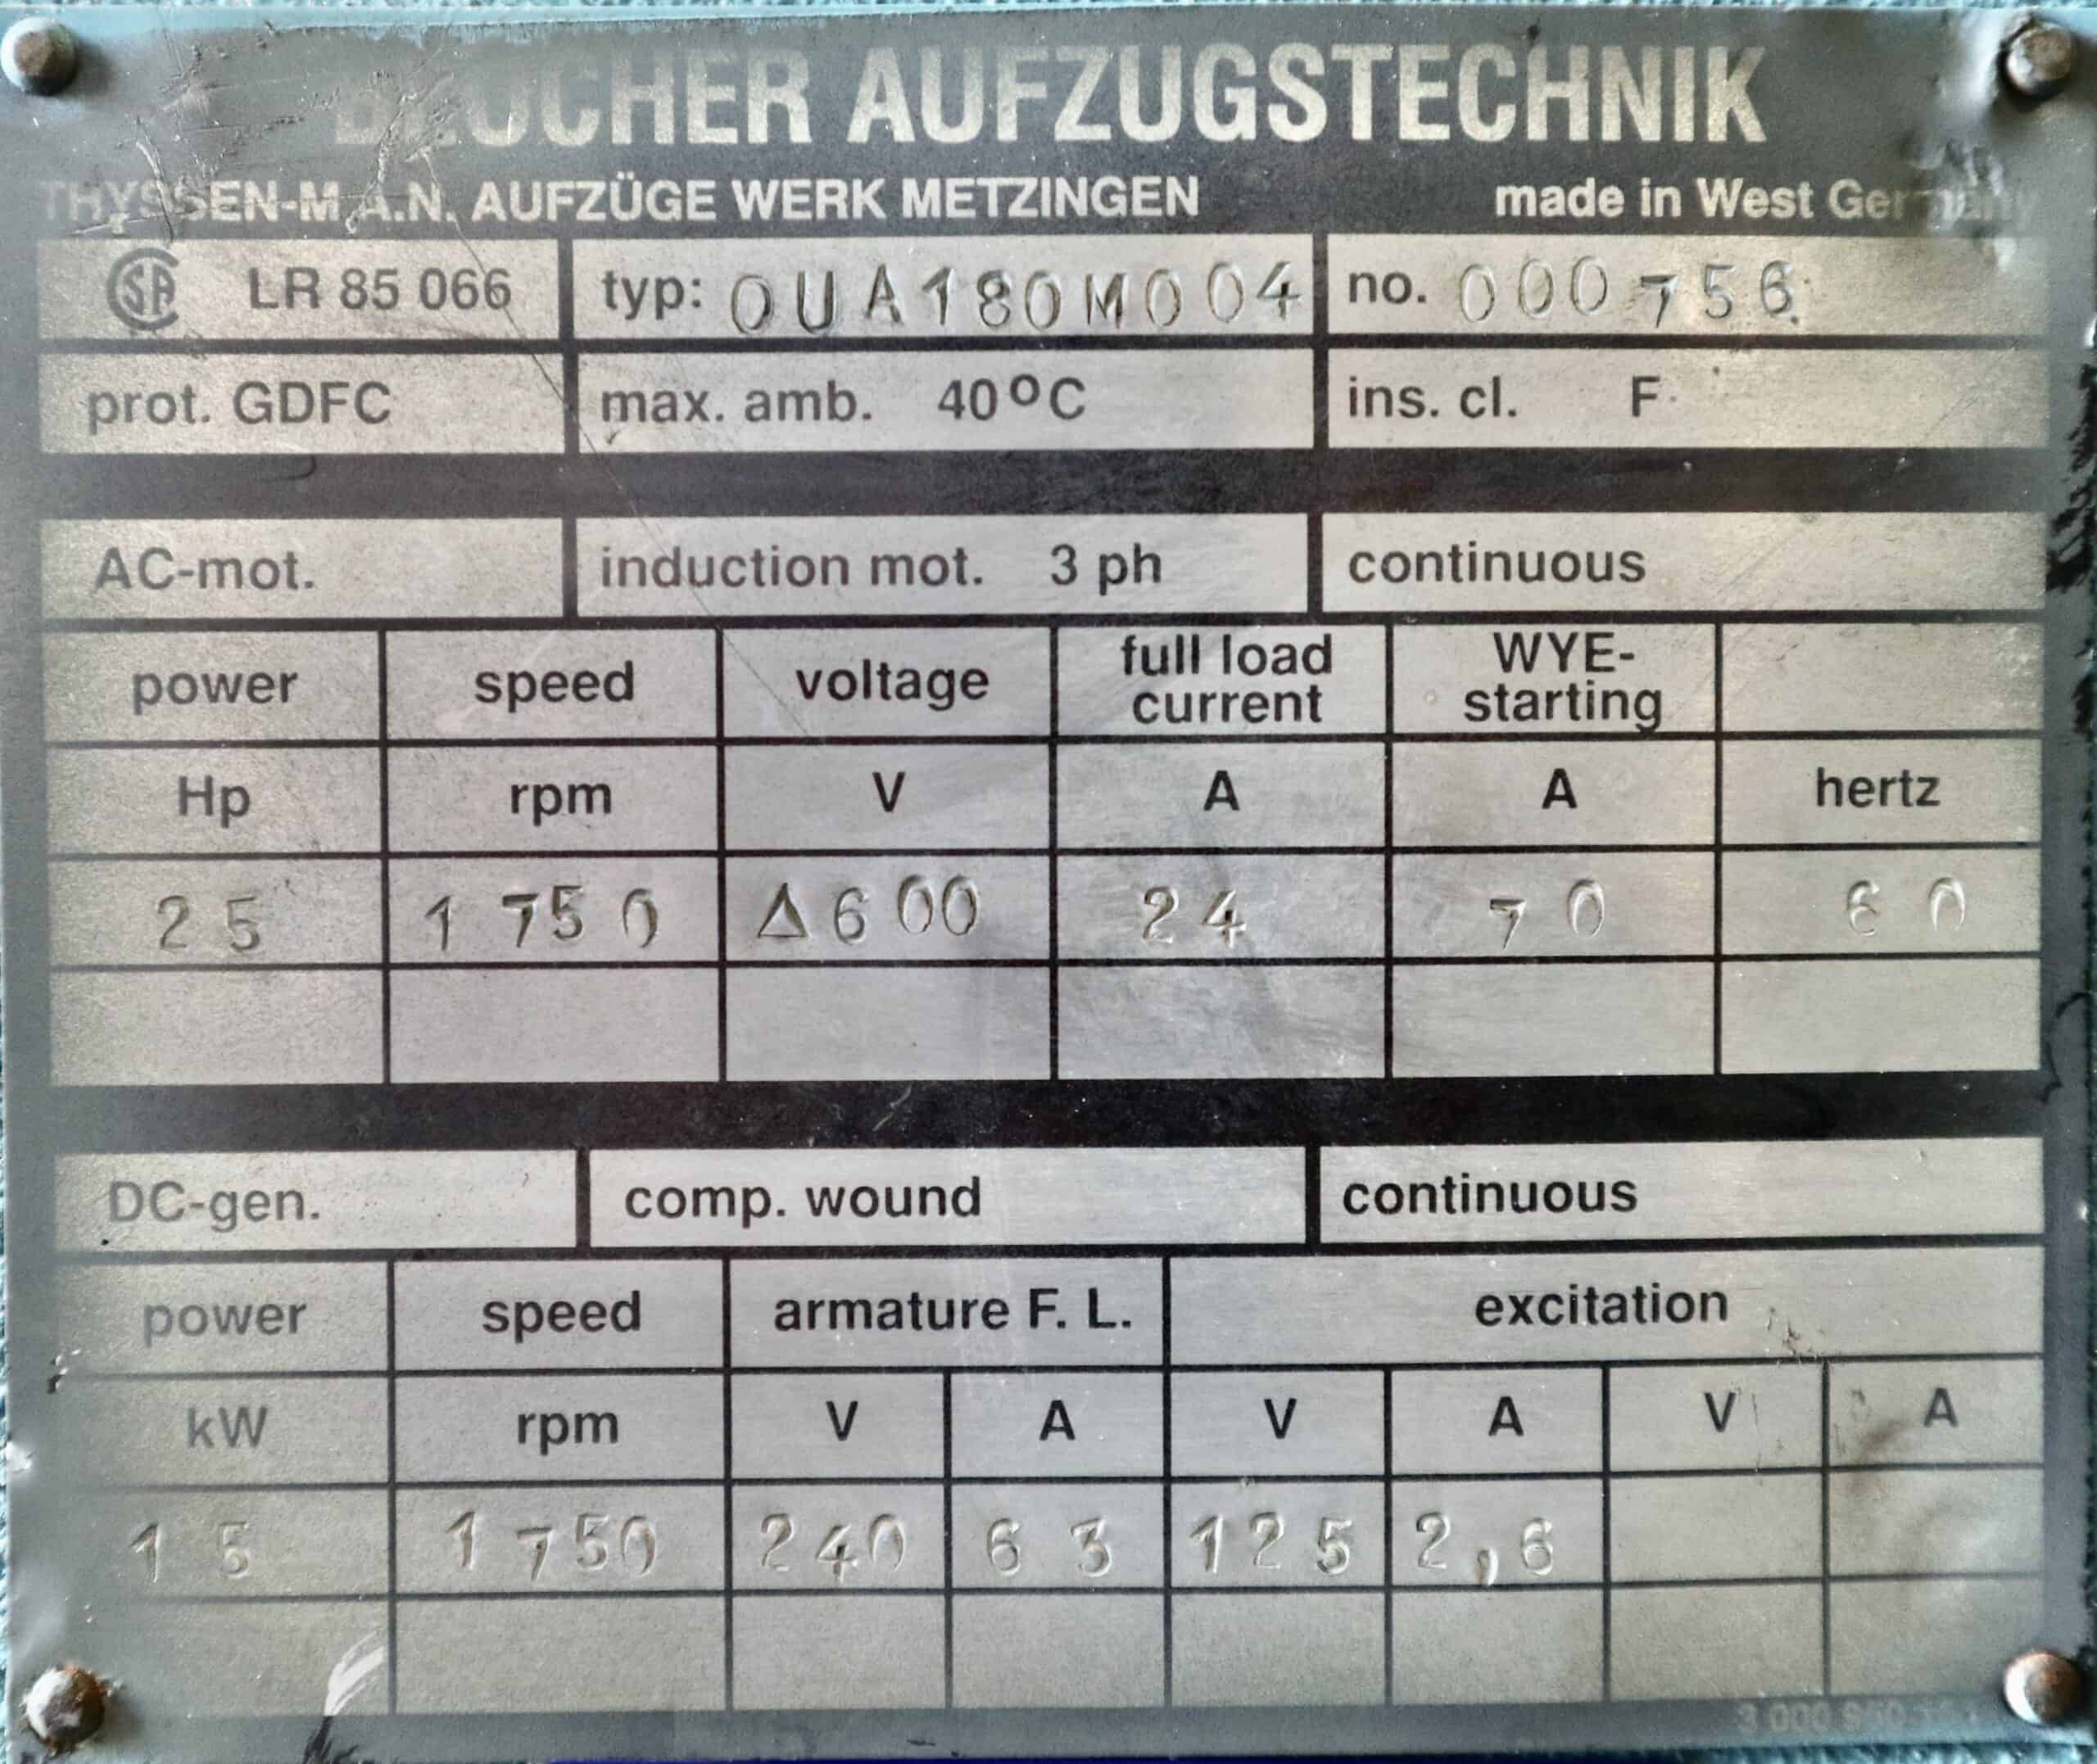 AUFZUGSTECHNIK
THYSSEN-M.A.N. AUFZÜGE WERK METZINGEN made in West Germany
LR 85 066 typ: OUA180M004 no. 000756
prot. GDFC max. amb. 40°C ins. cl. F
AC-mot. induction mot. 3 ph continuous
power speed voltage full load current WYE-starting
Hp rpm V A A hertz
25 1750 Δ600 24 70 60
DC-gen. comp. wound continuous
power speed armature F. L. excitation
kW rpm V A V A V A
15 1750 240 63 125 2,6